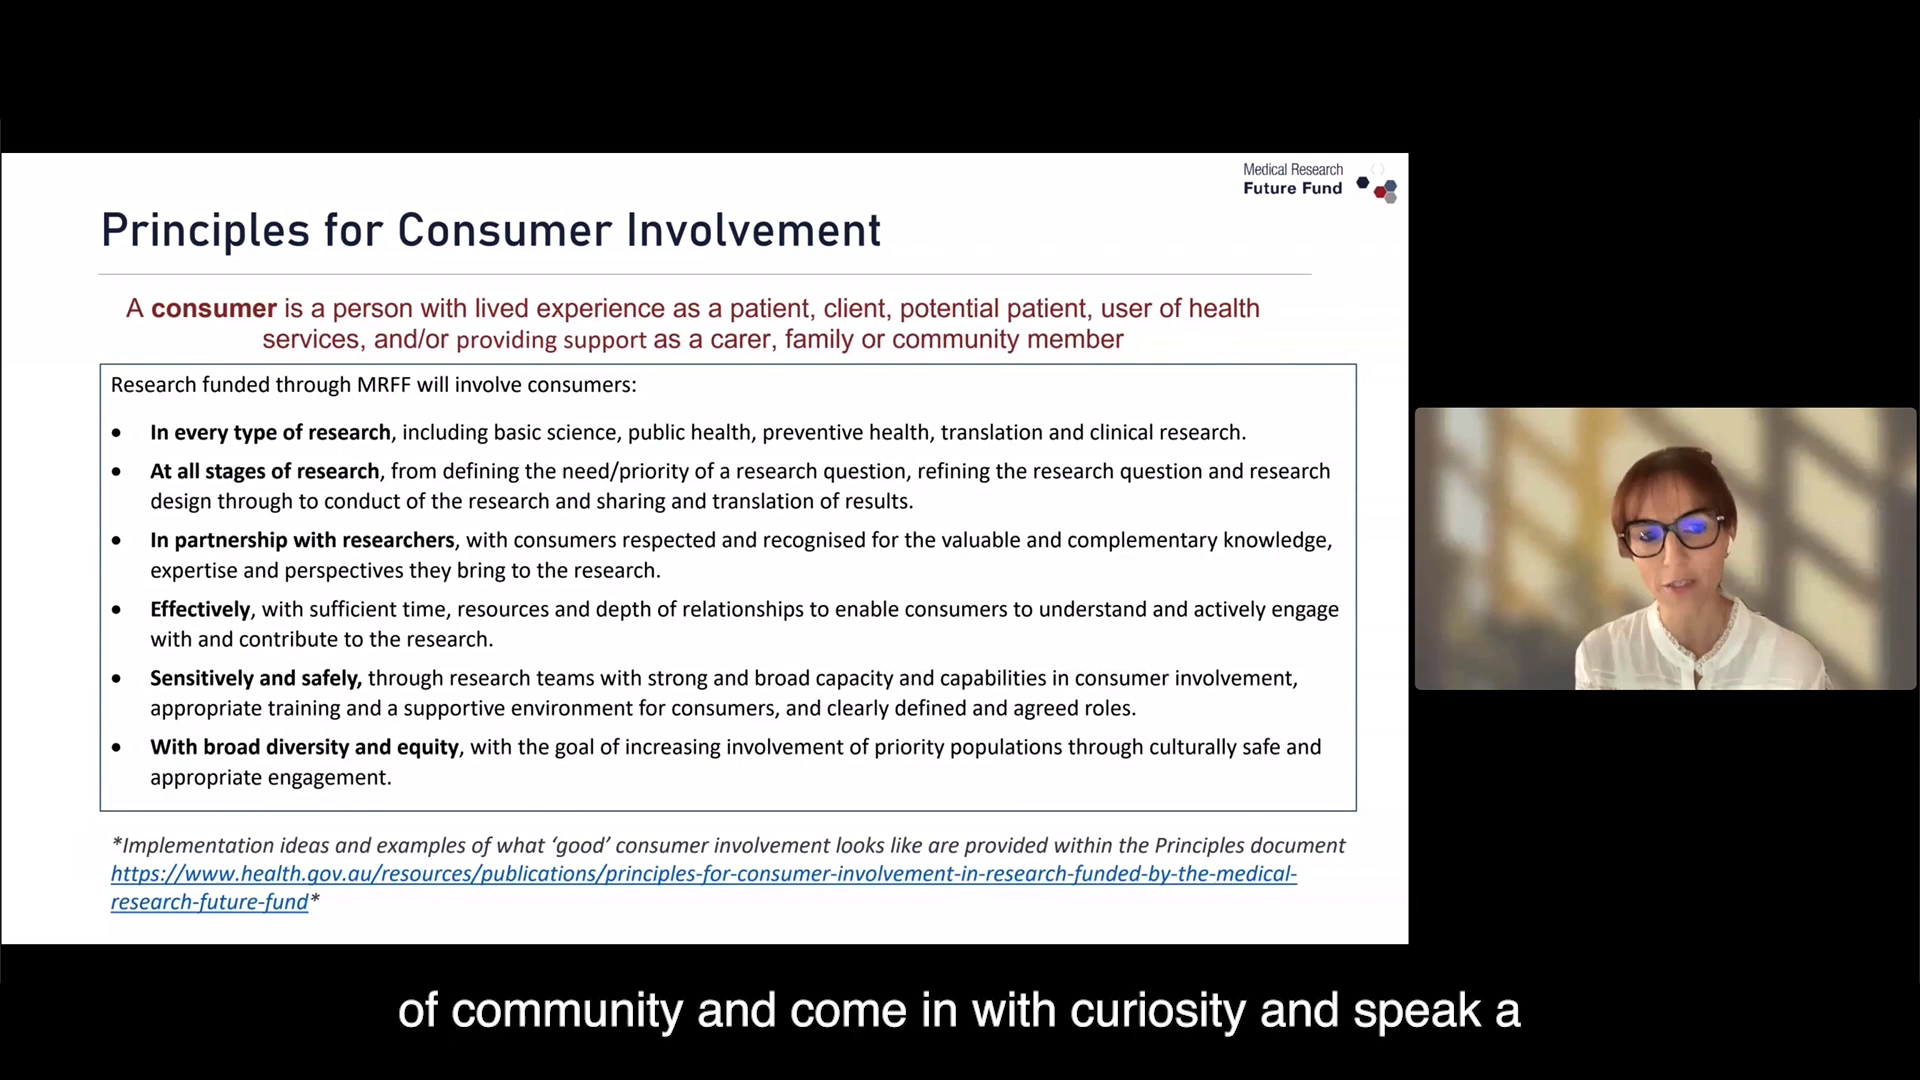 Medical Research
Future Fund
Principles for Consumer Involvement
A consumer is a person with lived experience as a patient, client, potential patient, user of health
services, and/or providing support as a carer, family or community member
Research funded through MRFF will involve consumers:
• In every type of research, including basic science, public health, preventive health, translation and clinical research.
• At all stages of research, from defining the need/priority of a research question, refining the research question and research
design through to conduct of the research and sharing and translation of results.
• In partnership with researchers, with consumers respected and recognised for the valuable and complementary knowledge,
expertise and perspectives they bring to the research.
• Effectively, with sufficient time, resources and depth of relationships to enable consumers to understand and actively engage
with and contribute to the research.
• Sensitively and safely, through research teams with strong and broad capacity and capabilities in consumer involvement,
appropriate training and a supportive environment for consumers, and clearly defined and agreed roles.
• With broad diversity and equity, with the goal of increasing involvement of priority populations through culturally safe and
appropriate engagement.
*Implementation ideas and examples of what ‘good’ consumer involvement looks like are provided within the Principles document
https://www.health.gov.au/resources/publications/principles-for-consumer-involvement-in-research-funded-by-the-medical-
research-future-fund*
of community and come in with curiosity and speak a